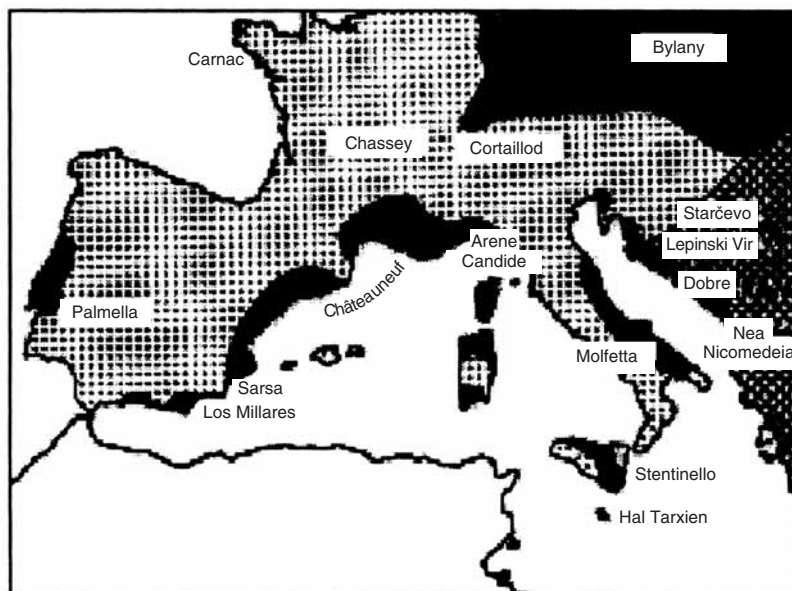 Bylany
Carnac
Chassey
Cortaillod
Starčevo
Lepinski Vir
Arene
Candide
Dobre
Châteauneuf
Palmella
Nea
Nicomedeia
Molfetta
Sarsa
Los Millares
Stentinello
Hal Tarxien